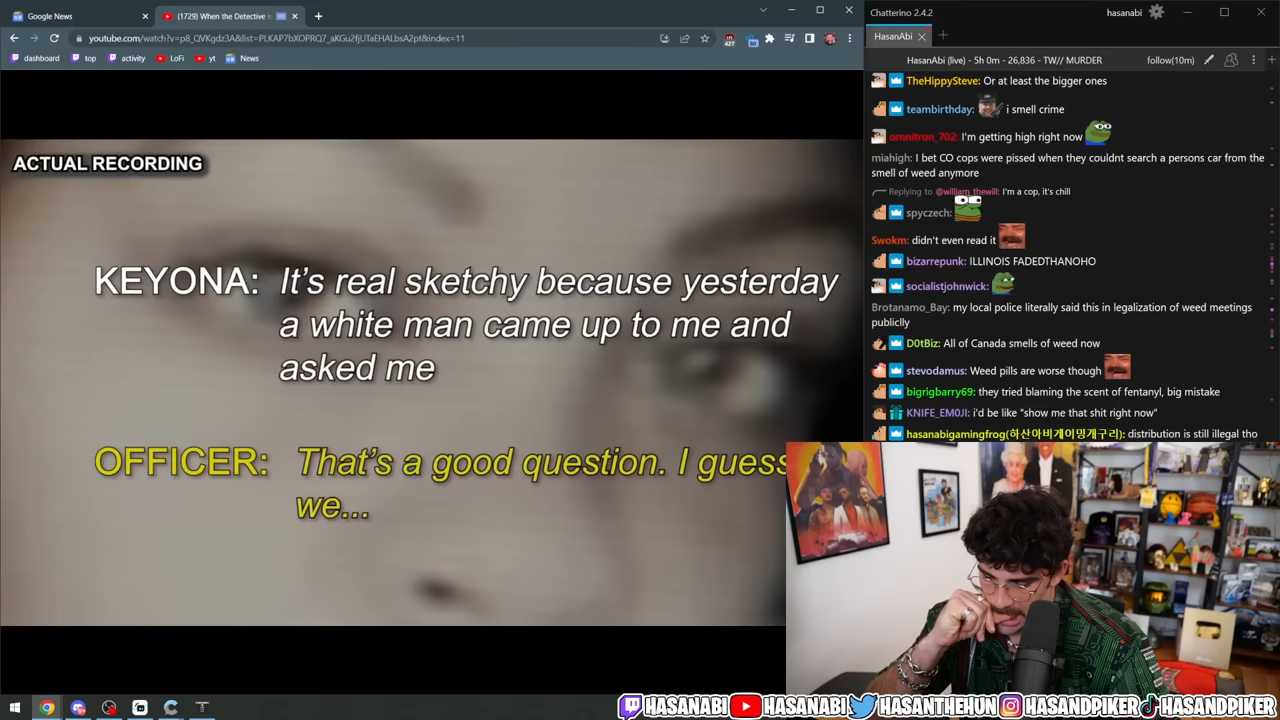 Google News
(1729) When the Detective is
youtube.com/watch?v=p8_QVKgdz3A&list=PLKAP7bXOPRQ7_aKGu2fjUTaEHALbsA2pt&index=11
427
80
dashboard
top
activity
LoFi
yt
News
ACTUAL RECORDING
KEYONA: It's real sketchy because yesterday
a white man came up to me and
asked me
OFFICER: That's a good question. I guess
we...
Chatterino 2.4.2
hasanabi
HasanAbi
HasanAbi (live) - 5h 0m - 26,836 - TW// MURDER
follow(10m)
TheHippySteve: Or at least the bigger ones
teambirthday: i smell crime
omnitron_702: I'm getting high right now
miahigh: I bet CO cops were pissed when they couldnt search a persons car from the
smell of weed anymore
Replying to @william_thewill: I'm a cop, it's chill
spyczech:
Swokm: didn't even read it
bizarrepunk: ILLINOIS FADEDTHANOHO
socialistjohnwick:
Brotanamo_Bay: my local police literally said this in legalization of weed meetings
publiclly
D0tBiz: All of Canada smells of weed now
stevodamus: Weed pills are worse though
bigrigbarry69: they tried blaming the scent of fentanyl, big mistake
KNIFE_EM0JI: i'd be like "show me that shit right now"
hasanabigamingfrog(하산아비게이밍개구리): distribution is still illegal tho
HASANABI
HASANABI
HASANTHEHUN
HASANDPIKER
HASANDPIKER